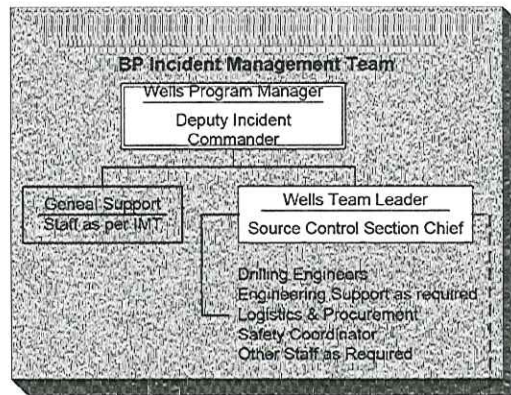 BP Incident Management Team
Wells Program Manager
Deputy Incident
Commander
Geneal Support
Staff as per IMT
Wells Team Leader
Source Control Section Chief
Drilling Engineers
Engineering Support as required
Logistics & Procurement
Safety Coordinator
Other Staff as Required